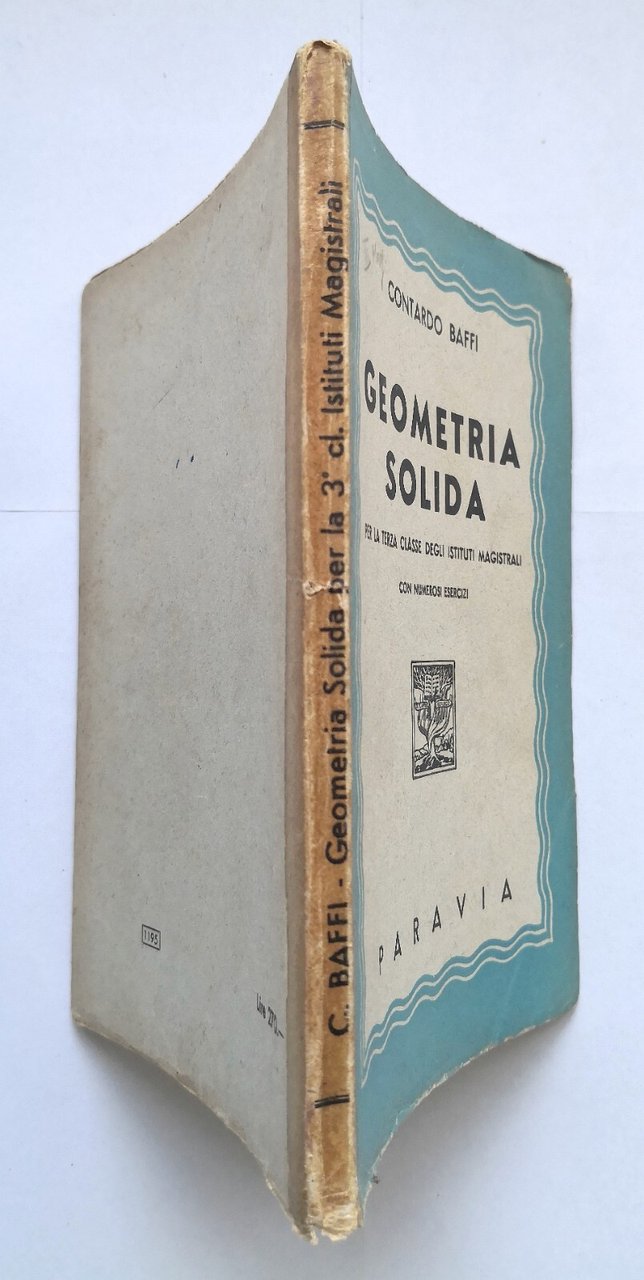 CONTARDO BAFFI
GEOMETRIA
SOLIDA
PER LA TERZA CLASSE DEGLI ISTITUTI MAGISTRALI
CON NUMEROSI ESERCIZI
PARAVIA
C. BAFFI - Geometria Solida per la 3ª cl. Istituti Magistrali
1195
Lire